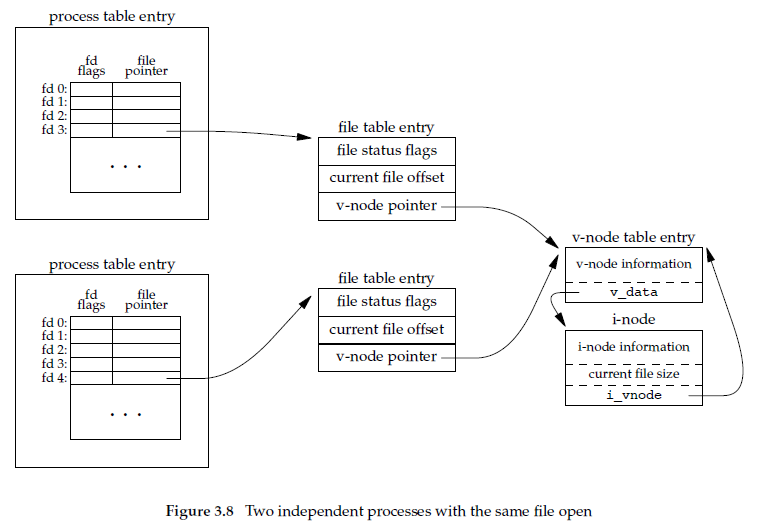 process table entry
fd
flags
file
pointer
fd 0:
fd 1:
fd 2:
fd 3:
. . .
file table entry
file status flags
current file offset
v-node pointer
process table entry
fd
flags
file
pointer
fd 0:
fd 1:
fd 2:
fd 3:
fd 4:
. . .
file table entry
file status flags
current file offset
v-node pointer
v-node table entry
v-node information
v_data
i-node
i-node information
current file size
i_vnode
Figure 3.8 Two independent processes with the same file open